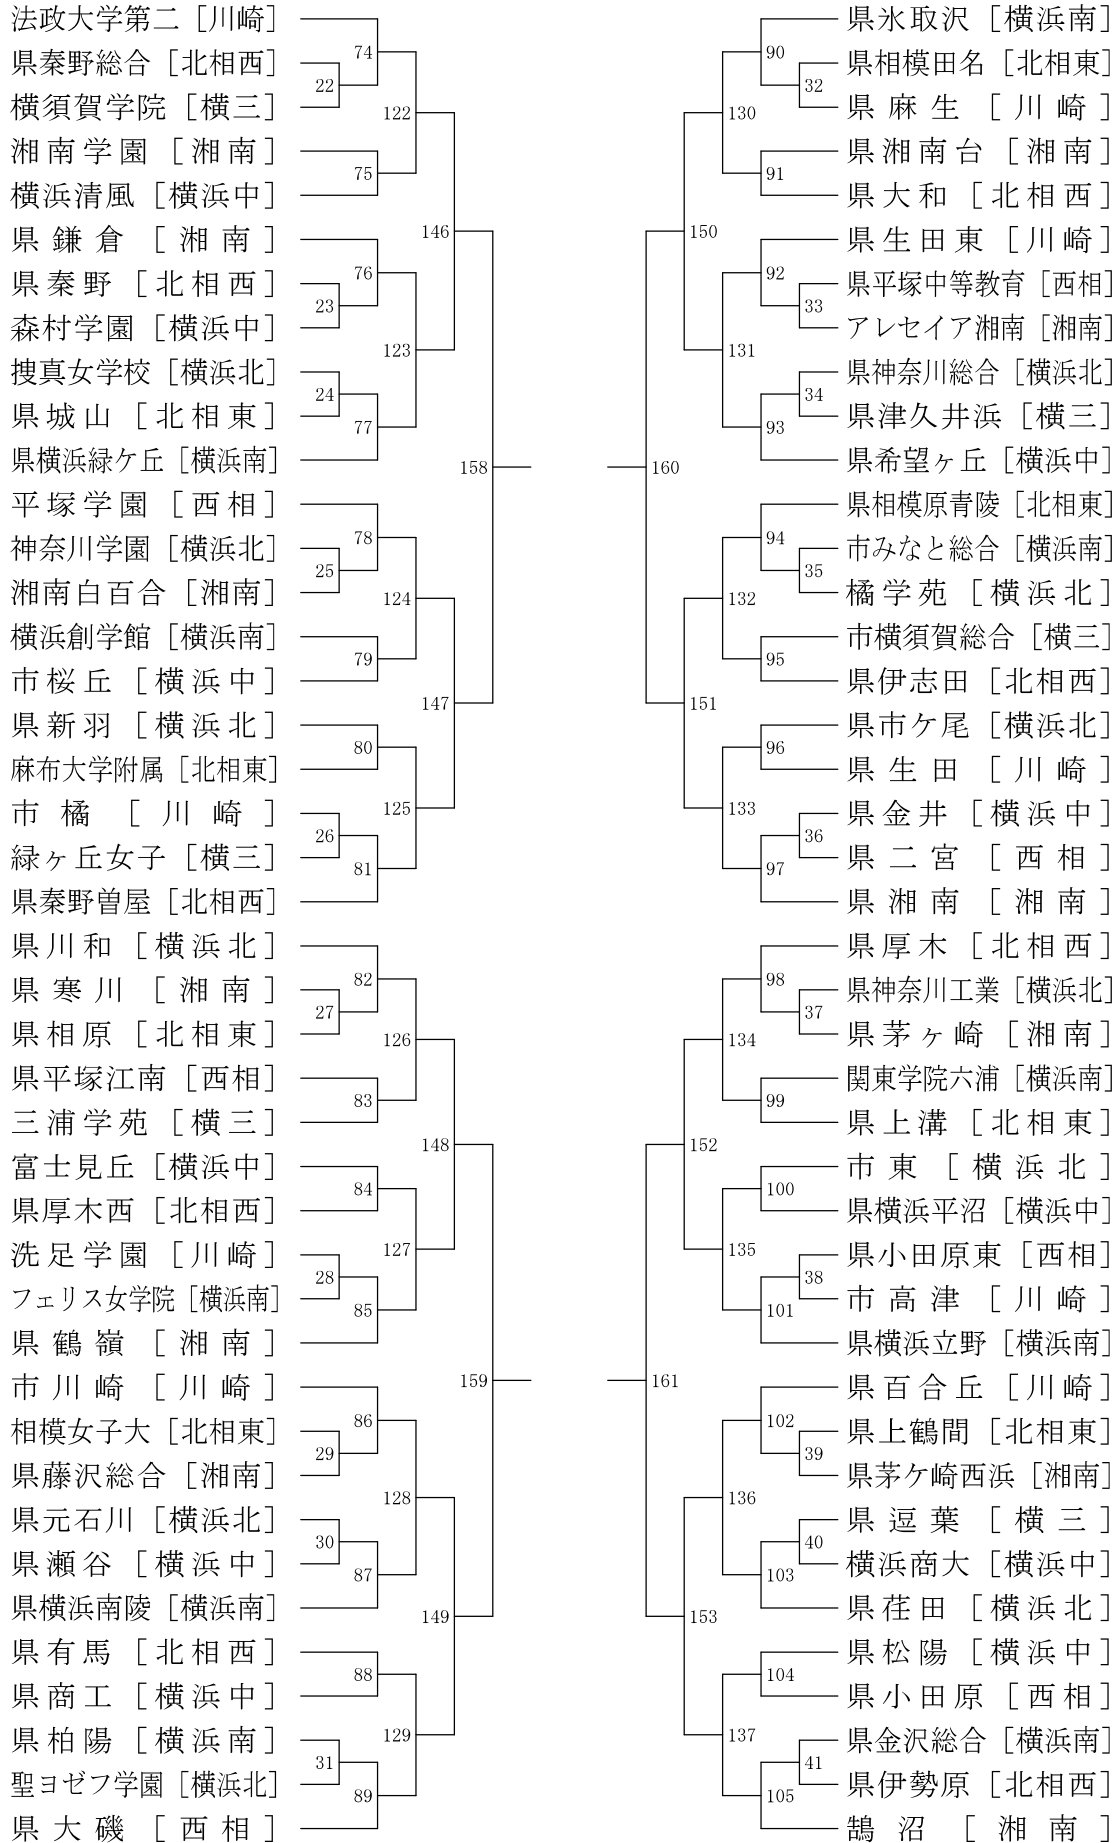 法政大学第二［川崎］
県秦野総合［北相西］
横須賀学院［横三］
湘南学園［湘南］
横浜清風［横浜中］
県鎌倉［湘南］
県秦野［北相西］
森村学園［横浜中］
捜真女学校［横浜北］
県城山［北相東］
県横浜緑ケ丘［横浜南］
平塚学園［西相］
神奈川学園［横浜北］
湘南白百合［湘南］
横浜創学館［横浜南］
市桜丘［横浜中］
県新羽［横浜北］
麻布大学附属［北相東］
市橘［川崎］
緑ヶ丘女子［横三］
県秦野曽屋［北相西］
県川和［横浜北］
県寒川［湘南］
県相原［北相東］
県平塚江南［西相］
三浦学苑［横三］
富士見丘［横浜中］
県厚木西［北相西］
洗足学園［川崎］
フェリス女学院［横浜南］
県鶴嶺［湘南］
市川崎［川崎］
相模女子大［北相東］
県藤沢総合［湘南］
県元石川［横浜北］
県瀬谷［横浜中］
県横浜南陵［横浜南］
県有馬［北相西］
県商工［横浜中］
県柏陽［横浜南］
聖ヨゼフ学園［横浜北］
県大磯［西相］
22
23
24
25
26
27
28
29
30
31
74
75
76
77
78
79
80
81
82
83
84
85
86
87
88
89
122
123
124
125
126
127
128
129
146
147
148
149
158
159
160
161
150
151
152
153
130
131
132
133
134
135
136
137
90
91
92
93
94
95
96
97
98
99
100
101
102
103
104
105
32
33
34
35
36
37
38
39
40
41
県氷取沢［横浜南］
県相模田名［北相東］
県麻生［川崎］
県湘南台［湘南］
県大和［北相西］
県生田東［川崎］
県平塚中等教育［西相］
アレセイア湘南［湘南］
県神奈川総合［横浜北］
県津久井浜［横三］
県希望ヶ丘［横浜中］
県相模原青陵［北相東］
市みなと総合［横浜南］
橘学苑［横浜北］
市横須賀総合［横三］
県伊志田［北相西］
県市ケ尾［横浜北］
県生田［川崎］
県金井［横浜中］
県二宮［西相］
県湘南［湘南］
県厚木［北相西］
県神奈川工業［横浜北］
県茅ヶ崎［湘南］
関東学院六浦［横浜南］
県上溝［北相東］
市東［横浜北］
県横浜平沼［横浜中］
県小田原東［西相］
市高津［川崎］
県横浜立野［横浜南］
県百合丘［川崎］
県上鶴間［北相東］
県茅ケ崎西浜［湘南］
県逗葉［横三］
横浜商大［横浜中］
県荏田［横浜北］
県松陽［横浜中］
県小田原［西相］
県金沢総合［横浜南］
県伊勢原［北相西］
鵠沼［湘南］